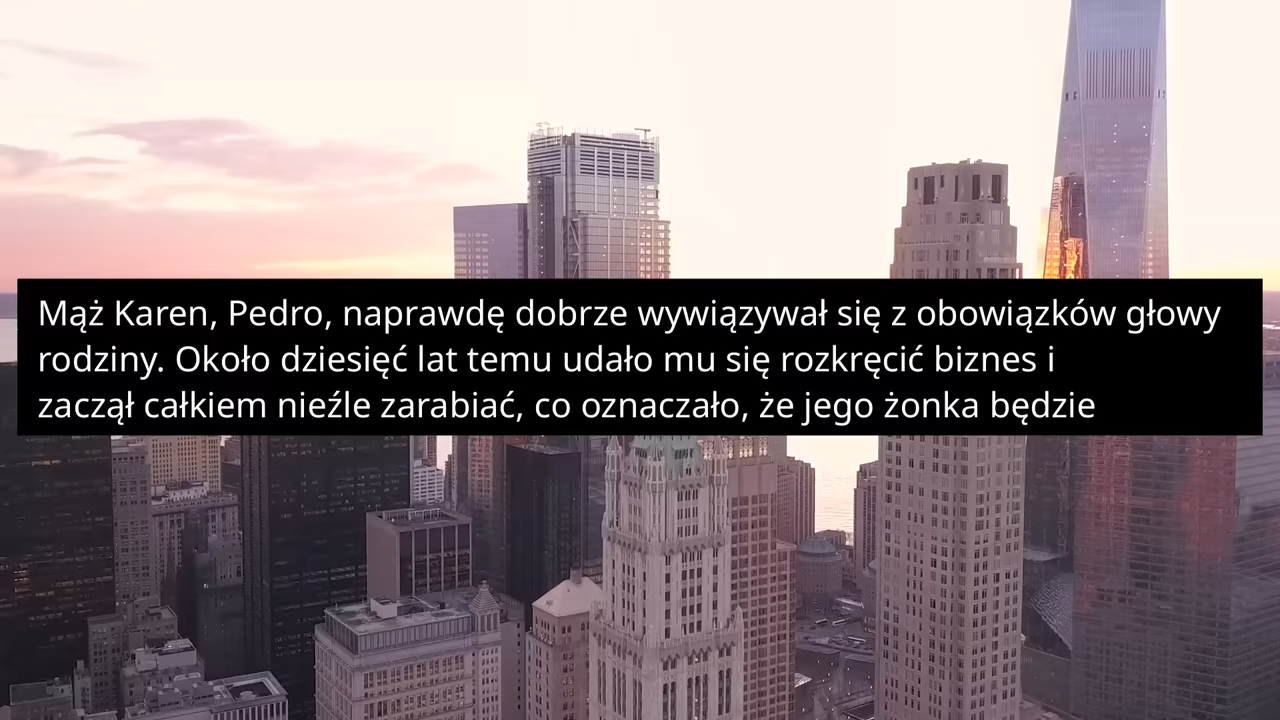 Mąż Karen, Pedro, naprawdę dobrze wywiązywał się z obowiązków głowy
rodziny. Około dziesięć lat temu udało mu się rozkręcić biznes i
zaczął całkiem nieźle zarabiać, co oznaczało, że jego żonka będzie